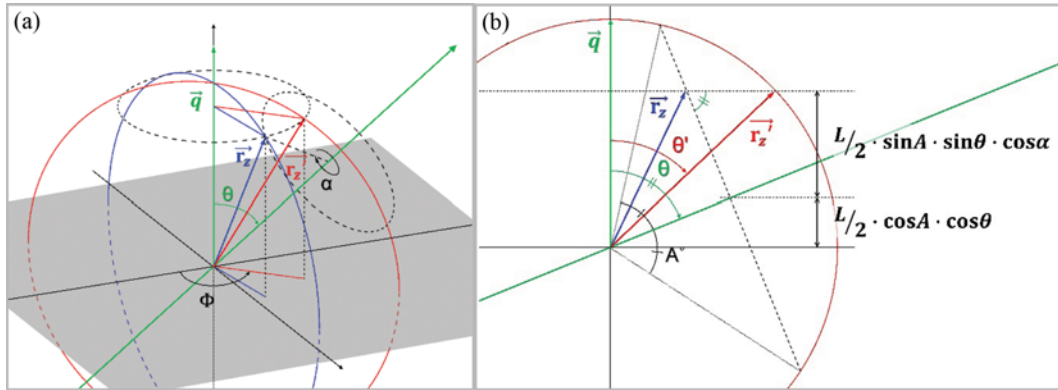 (a)
q⃗
r_z⃗
r_z⃗'
θ
α
Φ
(b)
q⃗
r_z⃗
r_z⃗'
θ'
θ
A
L/2 · sinA · sinθ · cosα
L/2 · cosA · cosθ